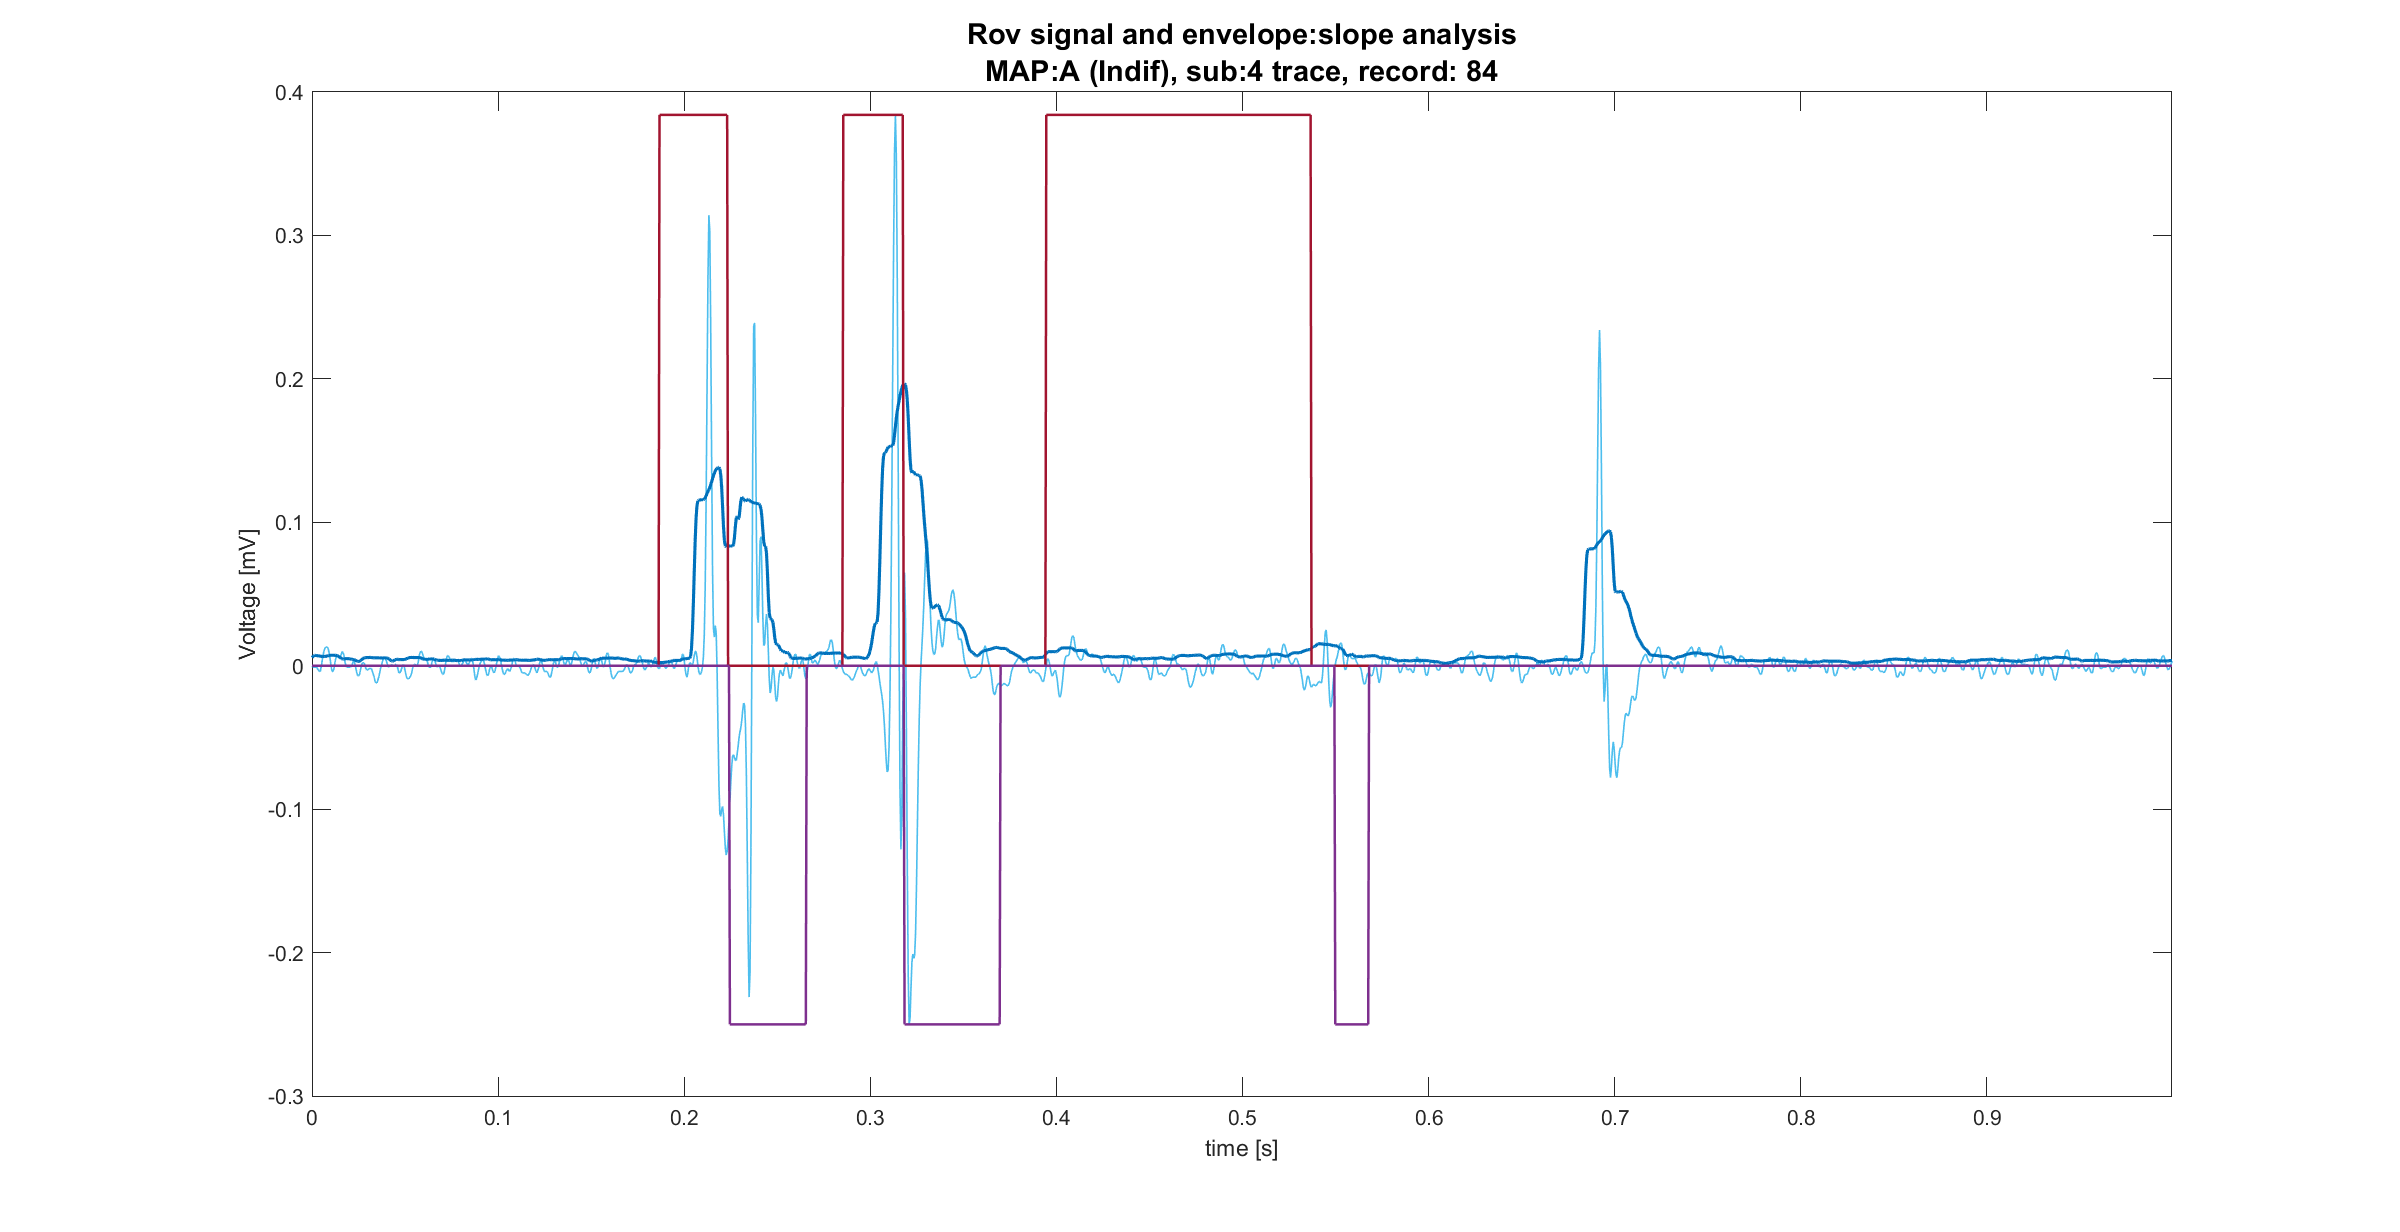 Rov signal and envelope:slope analysis
MAP:A (Indif), sub:4 trace, record: 84
0.4
0.3
0.2
0.1
0
-0.1
-0.2
-0.3
Voltage [mV]
0 0.1 0.2 0.3 0.4 0.5 0.6 0.7 0.8 0.9
time [s]